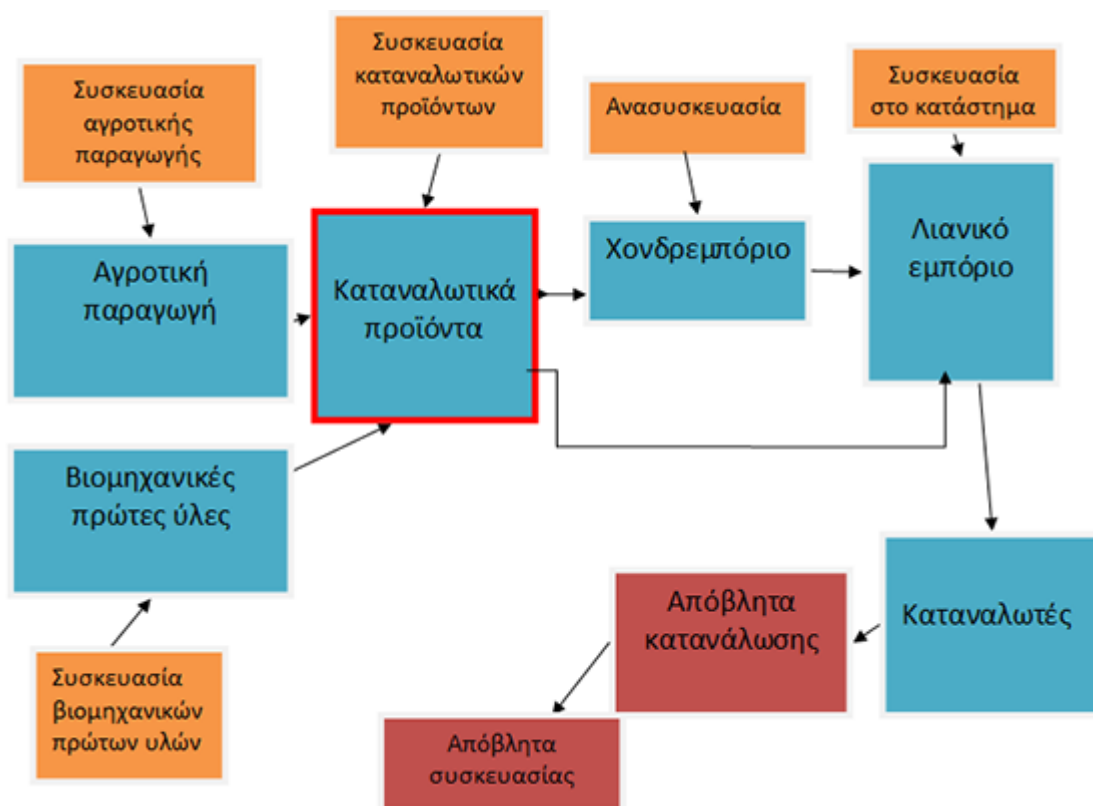 Συσκευασία
αγροτικής
παραγωγής
Συσκευασία
καταναλωτικών
προϊόντων
Ανασυσκευασία
Συσκευασία
στο κατάστημα
Αγροτική
παραγωγή
Καταναλωτικά
προϊόντα
Χονδρεμπόριο
Λιανικό
εμπόριο
Βιομηχανικές
πρώτες ύλες
Συσκευασία
βιομηχανικών
πρώτων υλών
Απόβλητα
κατανάλωσης
Καταναλωτές
Απόβλητα
συσκευασίας